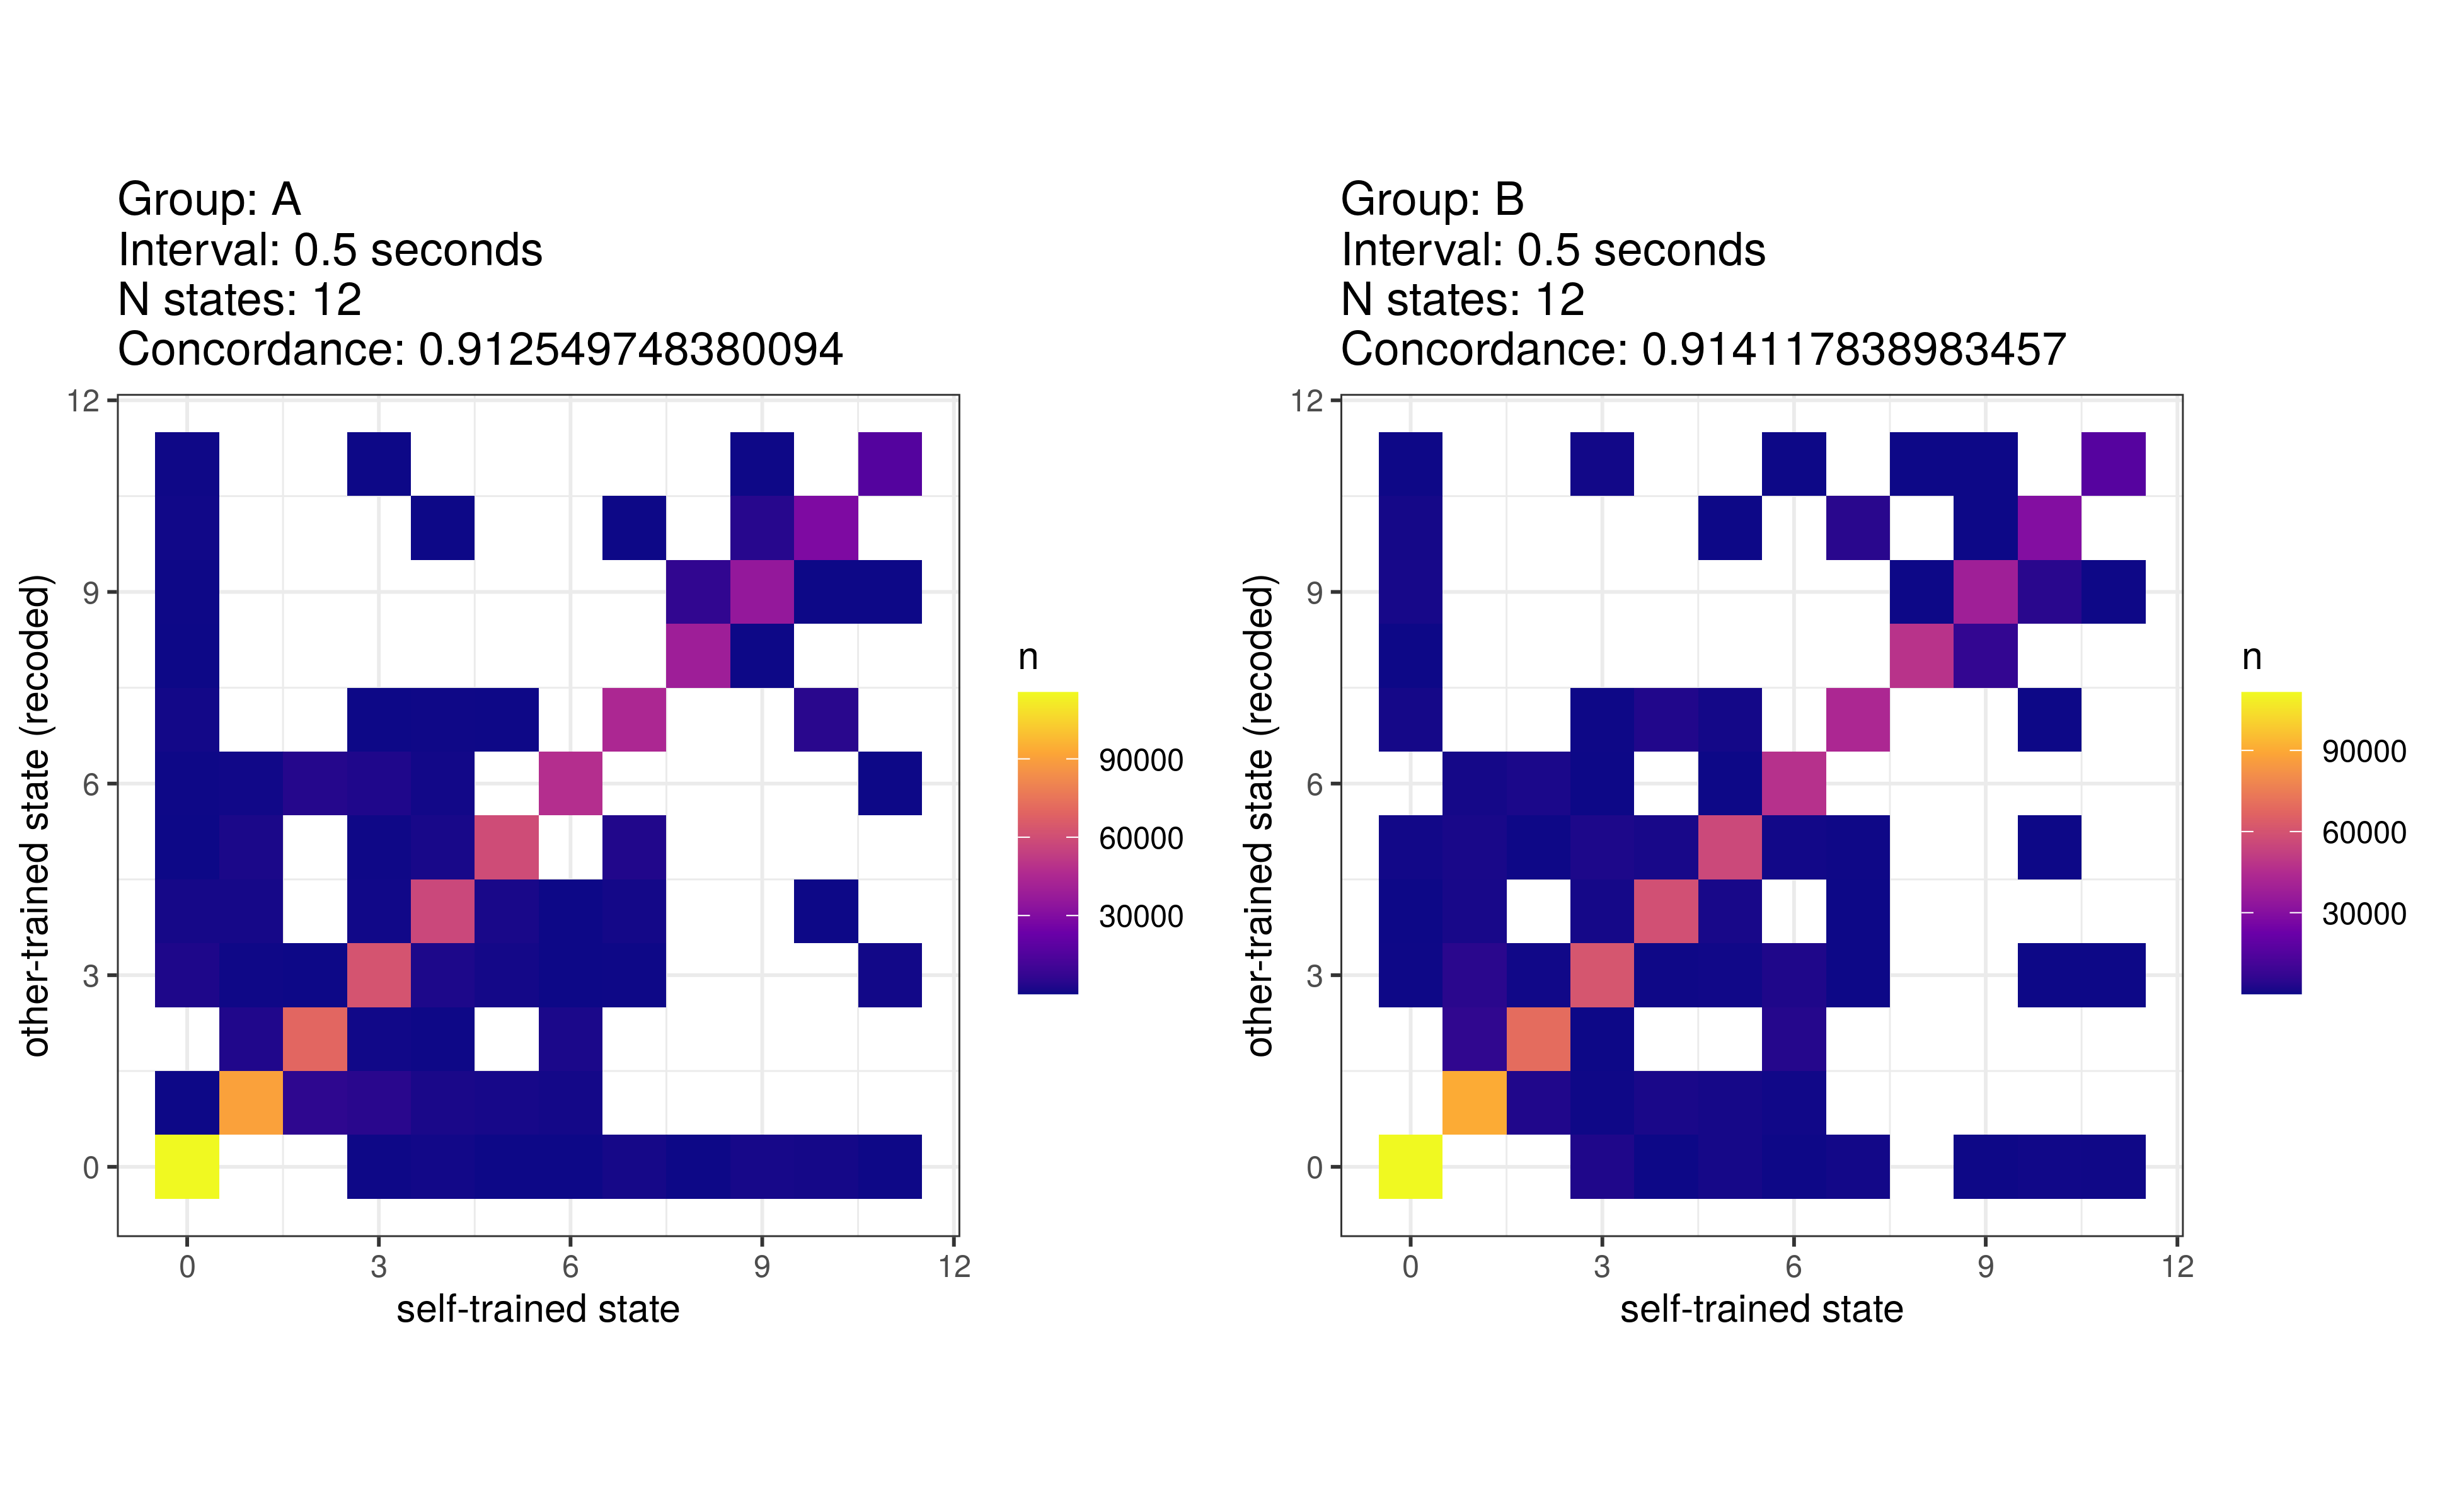 Group: A
Interval: 0.5 seconds
N states: 12
Concordance: 0.912549748380094
12
9
6
3
0
other-trained state (recoded)
0 3 6 9 12
self-trained state
n
90000
60000
30000
Group: B
Interval: 0.5 seconds
N states: 12
Concordance: 0.914117838983457
12
9
6
3
0
other-trained state (recoded)
0 3 6 9 12
self-trained state
n
90000
60000
30000